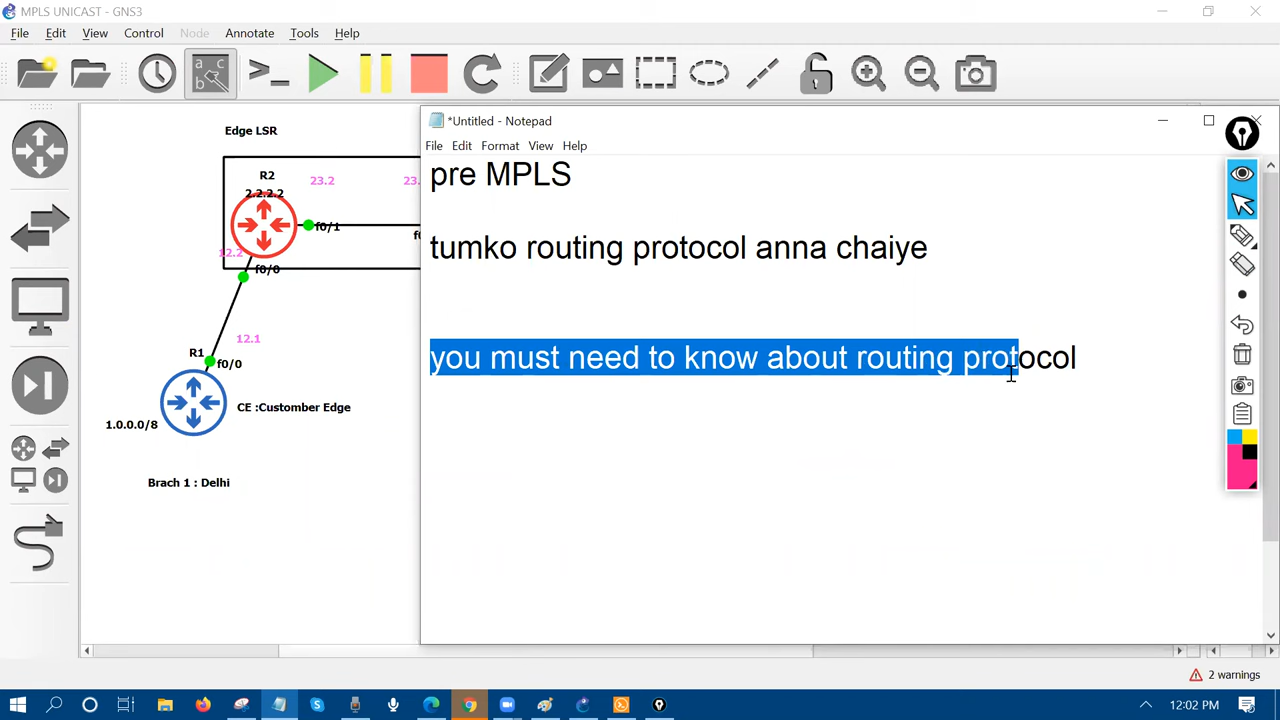 MPLS UNICAST - GNS3
File Edit View Control Node Annotate Tools Help
a c
b
*Untitled - Notepad
File Edit Format View Help
pre MPLS
tumko routing protocol anna chaiye
you must need to know about routing protocol
Edge LSR
R2
2.2.2.2
23.2
23.
f0/1
f0
12.2
f0/0
12.1
R1
f0/0
CE :Custumber Edge
1.0.0.0/8
Brach 1 : Delhi
2 warnings
12:02 PM